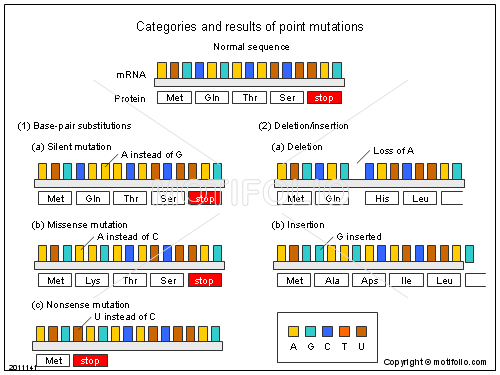 Categories and results of point mutations
Normal sequence
mRNA
Protein Met Gln Thr Ser stop
(1) Base-pair substitutions
(a) Silent mutation
A instead of G
Met Gln Thr Ser stop
(b) Missense mutation
A instead of C
Met Lys Thr Ser stop
(c) Nonsense mutation
U instead of C
Met stop
(2) Deletion/insertion
(a) Deletion
Loss of A
Met Gln His Leu
(b) Insertion
G inserted
Met Ala Aps Ile Leu
A G C T U
MOTIFOLIO
2011141
Copyright © motifolio.com